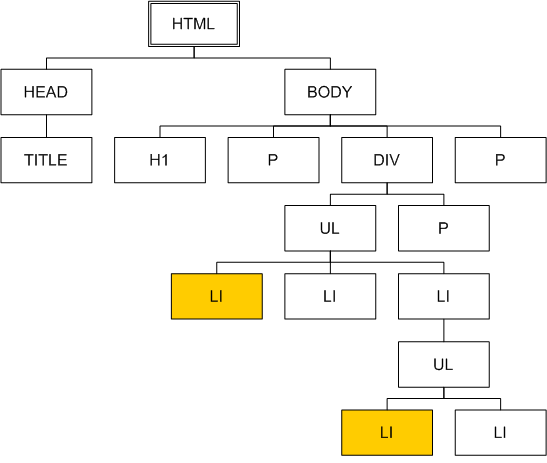 HTML
HEAD BODY
TITLE H1 P DIV P
UL P
LI LI LI
UL
LI LI